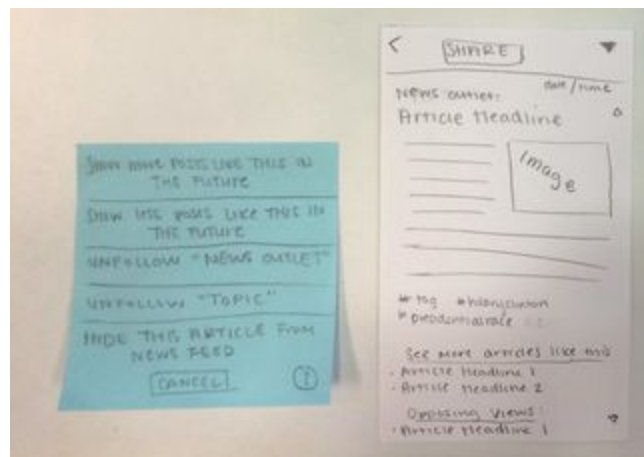 SHOW MORE POSTS LIKE THIS IN
THE FUTURE
SHOW LESS POSTS LIKE THIS IN
THE FUTURE
UNFOLLOW "NEWS OUTLET"
UNFOLLOW "TOPIC"
HIDE THIS ARTICLE FROM
NEWS FEED
CANCEL
i
SHARE
date/time
News outlet:
Article Headline
Image
# tag #hillaryclinton
# presidentialrace
See more articles like this
- Article Headline 1
- Article Headline 2
Opposing Views:
- Article Headline 1